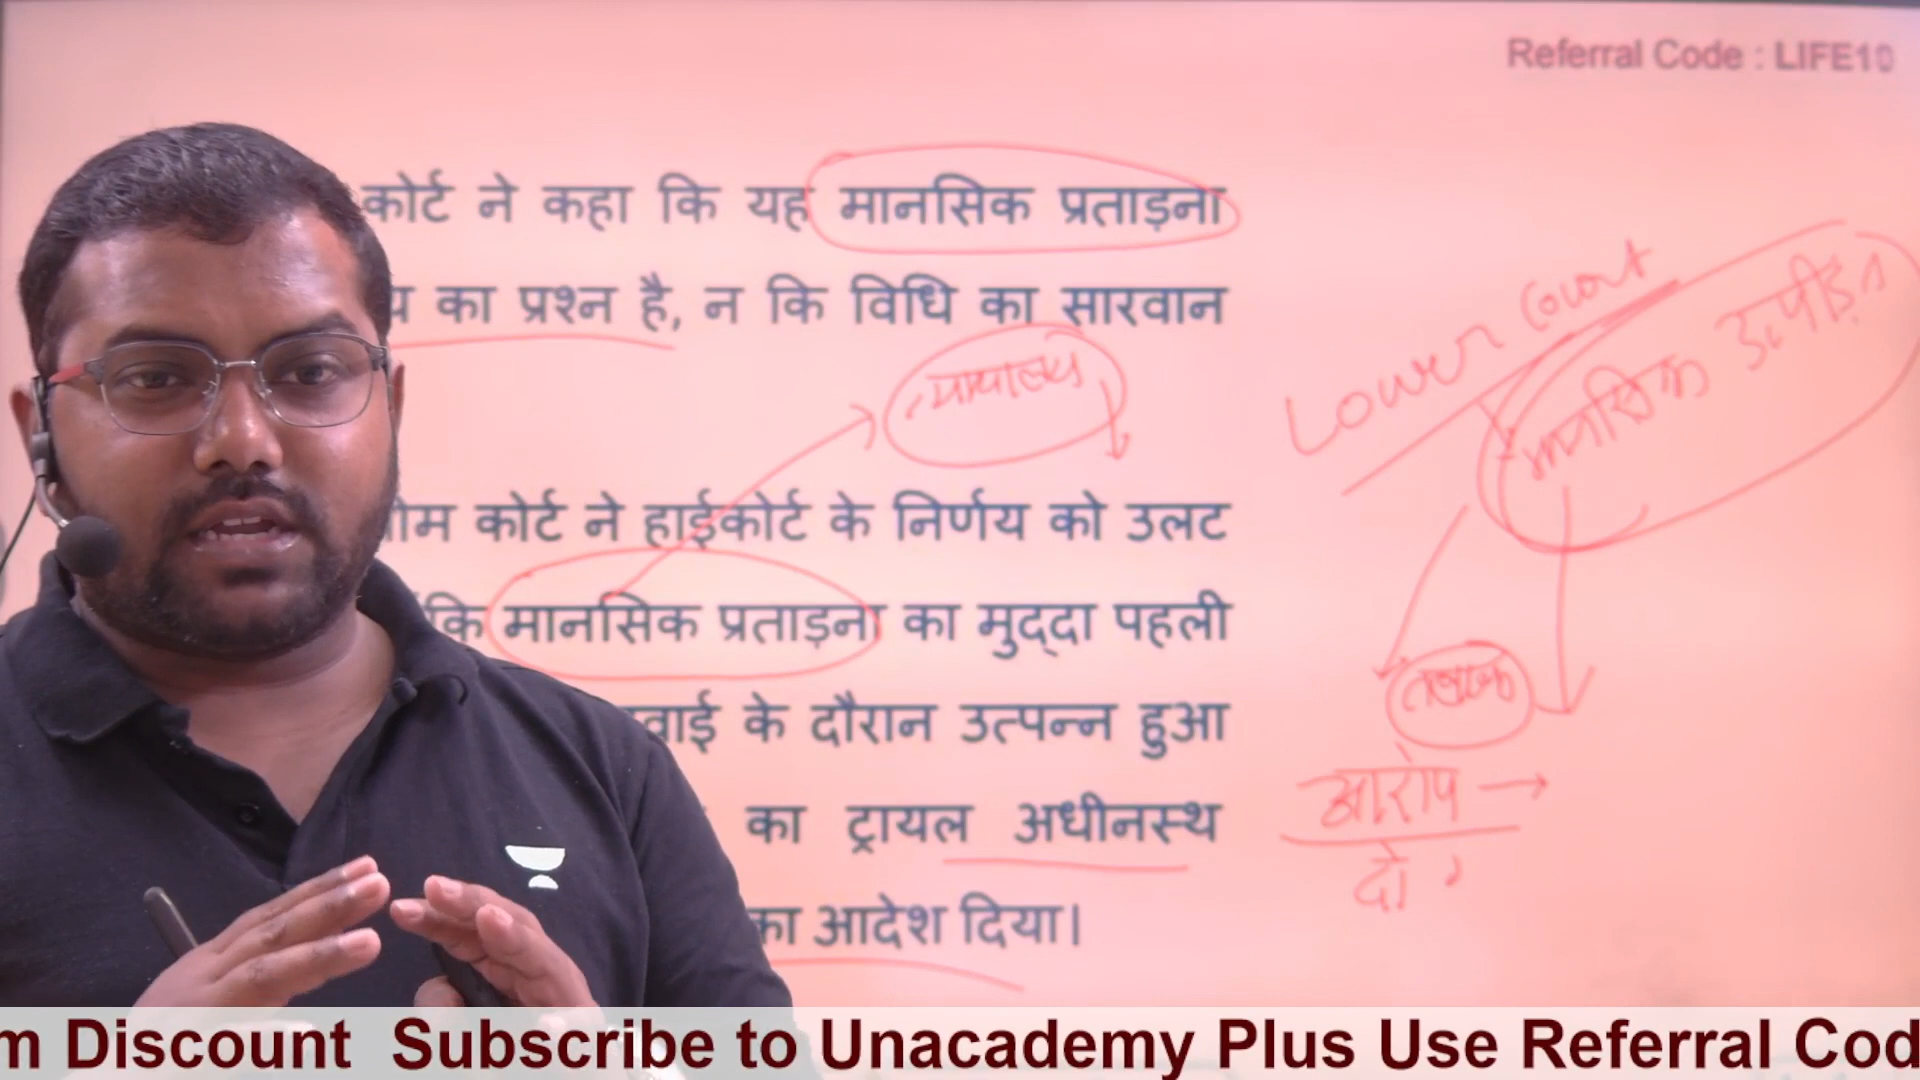 Referral Code : LIFE10
कोर्ट ने कहा कि यह मानसिक प्रताड़ना
का प्रश्न है, न कि विधि का सारवान
Lower Court
मानसिक उत्पीड़न
न्यायालय
कोर्ट ने हाईकोर्ट के निर्णय को उलट
कि मानसिक प्रताड़ना का मुद्दा पहली
तलाक
के दौरान उत्पन्न हुआ
आरोप →
का ट्रायल अधीनस्थ
का आदेश दिया।
m Discount Subscribe to Unacademy Plus Use Referral Cod